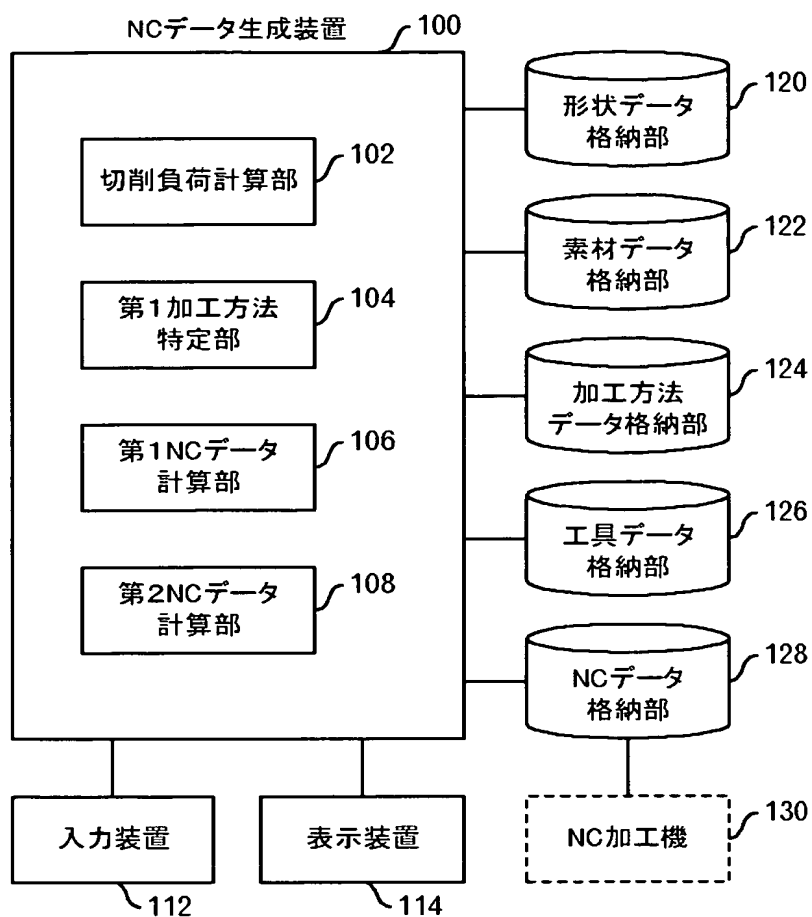 NCデータ生成装置
100
切削負荷計算部
102
第1加工方法
特定部
104
第1NCデータ
計算部
106
第2NCデータ
計算部
108
形状データ
格納部
120
素材データ
格納部
122
加工方法
データ格納部
124
工具データ
格納部
126
NCデータ
格納部
128
入力装置
112
表示装置
114
NC加工機
130